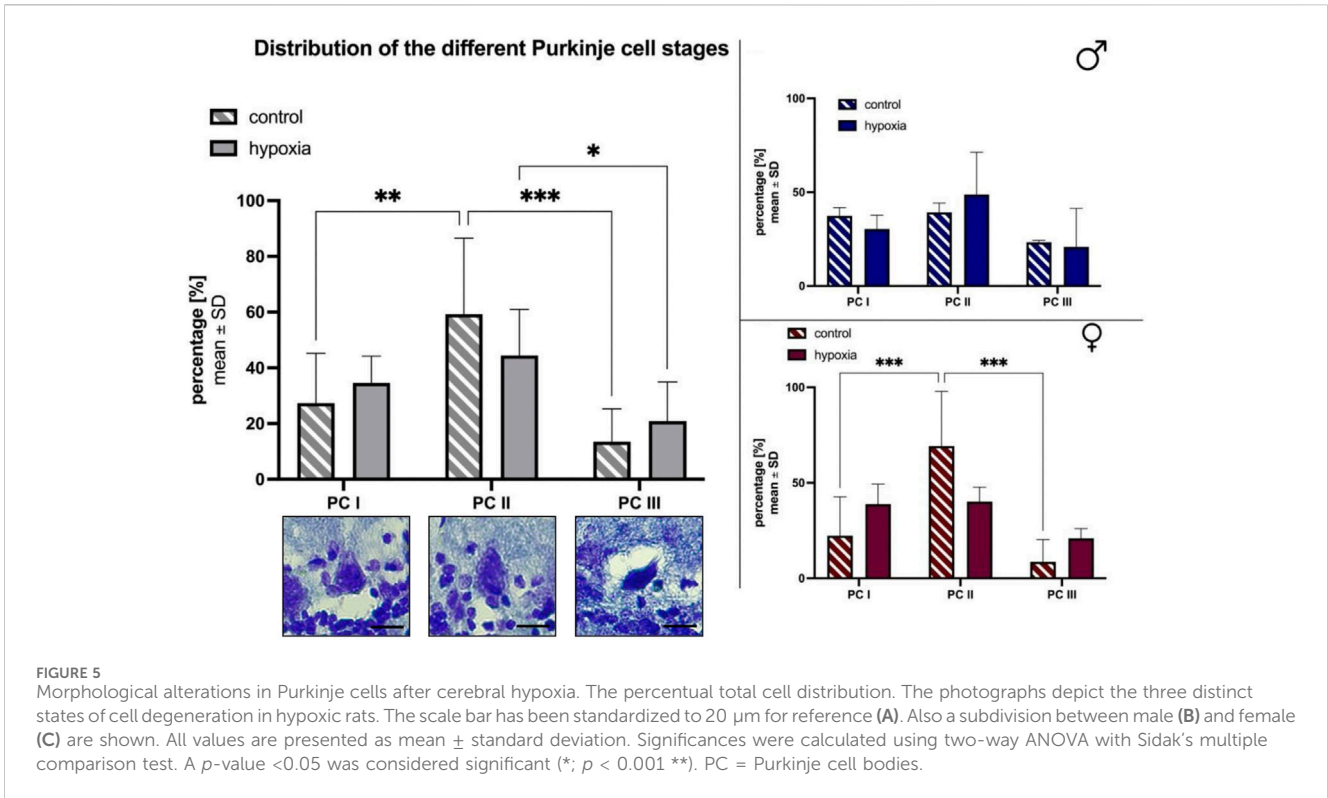 Distribution of the different Purkinje cell stages
control
hypoxia
*
**
***
100
80
60
40
20
0
percentage [%]
mean ± SD
PC I
PC II
PC III
♂
control
hypoxia
100
50
0
percentage [%]
mean ± SD
PC I
PC II
PC III
♀
control
hypoxia
***
***
100
50
0
percentage [%]
mean ± SD
PC I
PC II
PC III
FIGURE 5
Morphological alterations in Purkinje cells after cerebral hypoxia. The percentual total cell distribution. The photographs depict the three distinct
states of cell degeneration in hypoxic rats. The scale bar has been standardized to 20 μm for reference (A). Also a subdivision between male (B) and female
(C) are shown. All values are presented as mean ± standard deviation. Significances were calculated using two-way ANOVA with Sidak's multiple
comparison test. A p-value <0.05 was considered significant (*; p < 0.001 **). PC = Purkinje cell bodies.